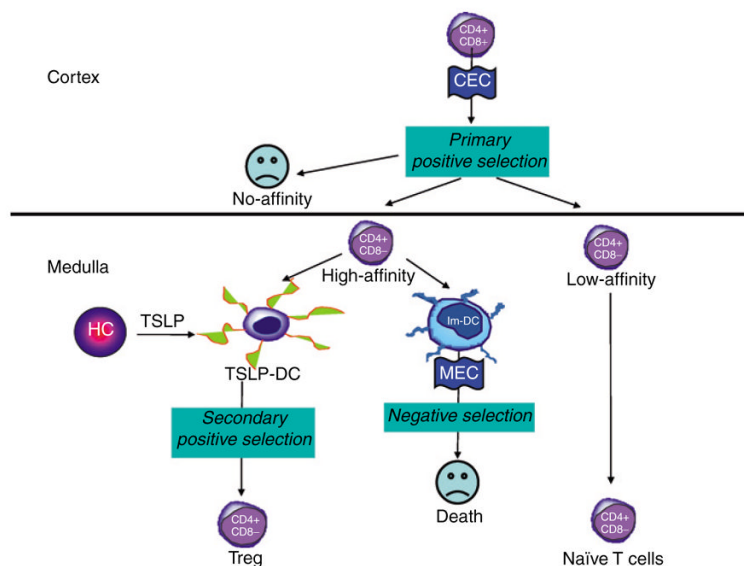 CD4+
CD8+
Cortex
CEC
Primary
positive selection
No-affinity
CD4+
CD8–
CD4+
CD8–
Medulla
High-affinity
Low-affinity
HC
TSLP
Im-DC
TSLP-DC
MEC
Secondary
positive selection
Negative selection
CD4+
CD8–
Death
CD4+
CD8–
Treg
Naïve T cells